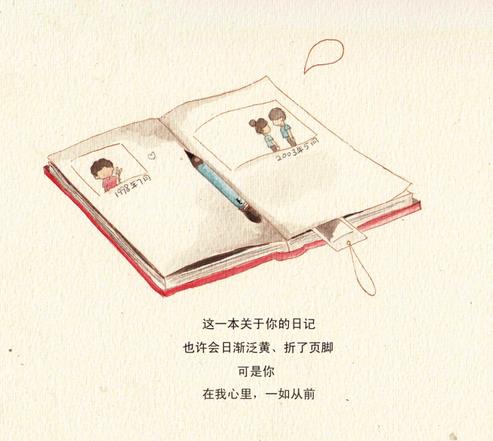 1998年7月
2003年5月
这一本关于你的日记
也许会日渐泛黄、折了页脚
可是你
在我心里，一如从前